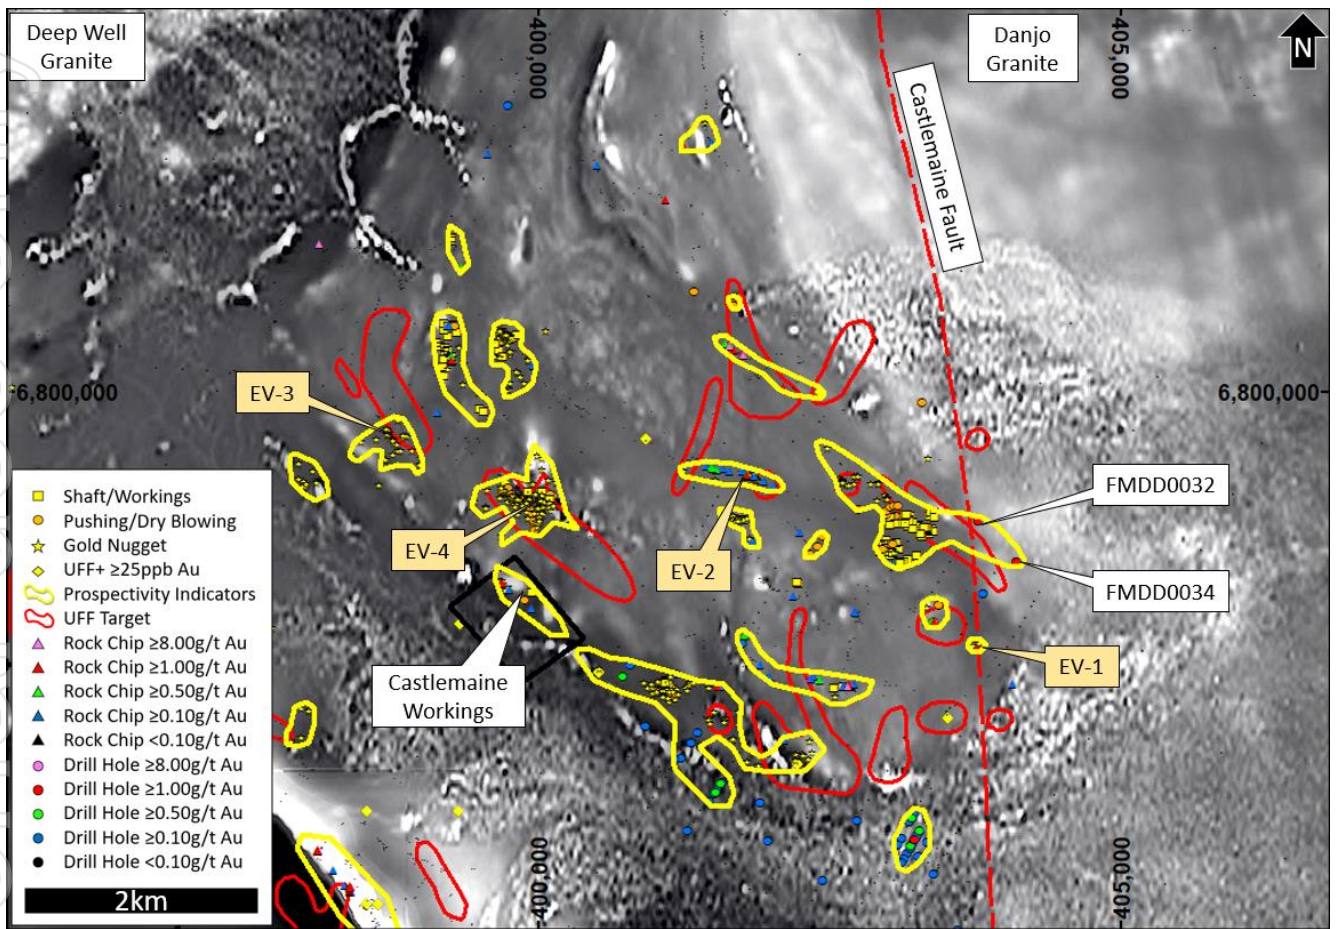 Deep Well
Granite
400,000
Danjo
Granite
405,000
N
Castlemaine Fault
6,800,000
6,800,000
EV-3
FMDD0032
EV-4
EV-2
FMDD0034
EV-1
Castlemaine
Workings
Shaft/Workings
Pushing/Dry Blowing
Gold Nugget
UFF+ ≥25ppb Au
Prospectivity Indicators
UFF Target
Rock Chip ≥8.00g/t Au
Rock Chip ≥1.00g/t Au
Rock Chip ≥0.50g/t Au
Rock Chip ≥0.10g/t Au
Rock Chip <0.10g/t Au
Drill Hole ≥8.00g/t Au
Drill Hole ≥1.00g/t Au
Drill Hole ≥0.50g/t Au
Drill Hole ≥0.10g/t Au
Drill Hole <0.10g/t Au
2km
400,000
405,000